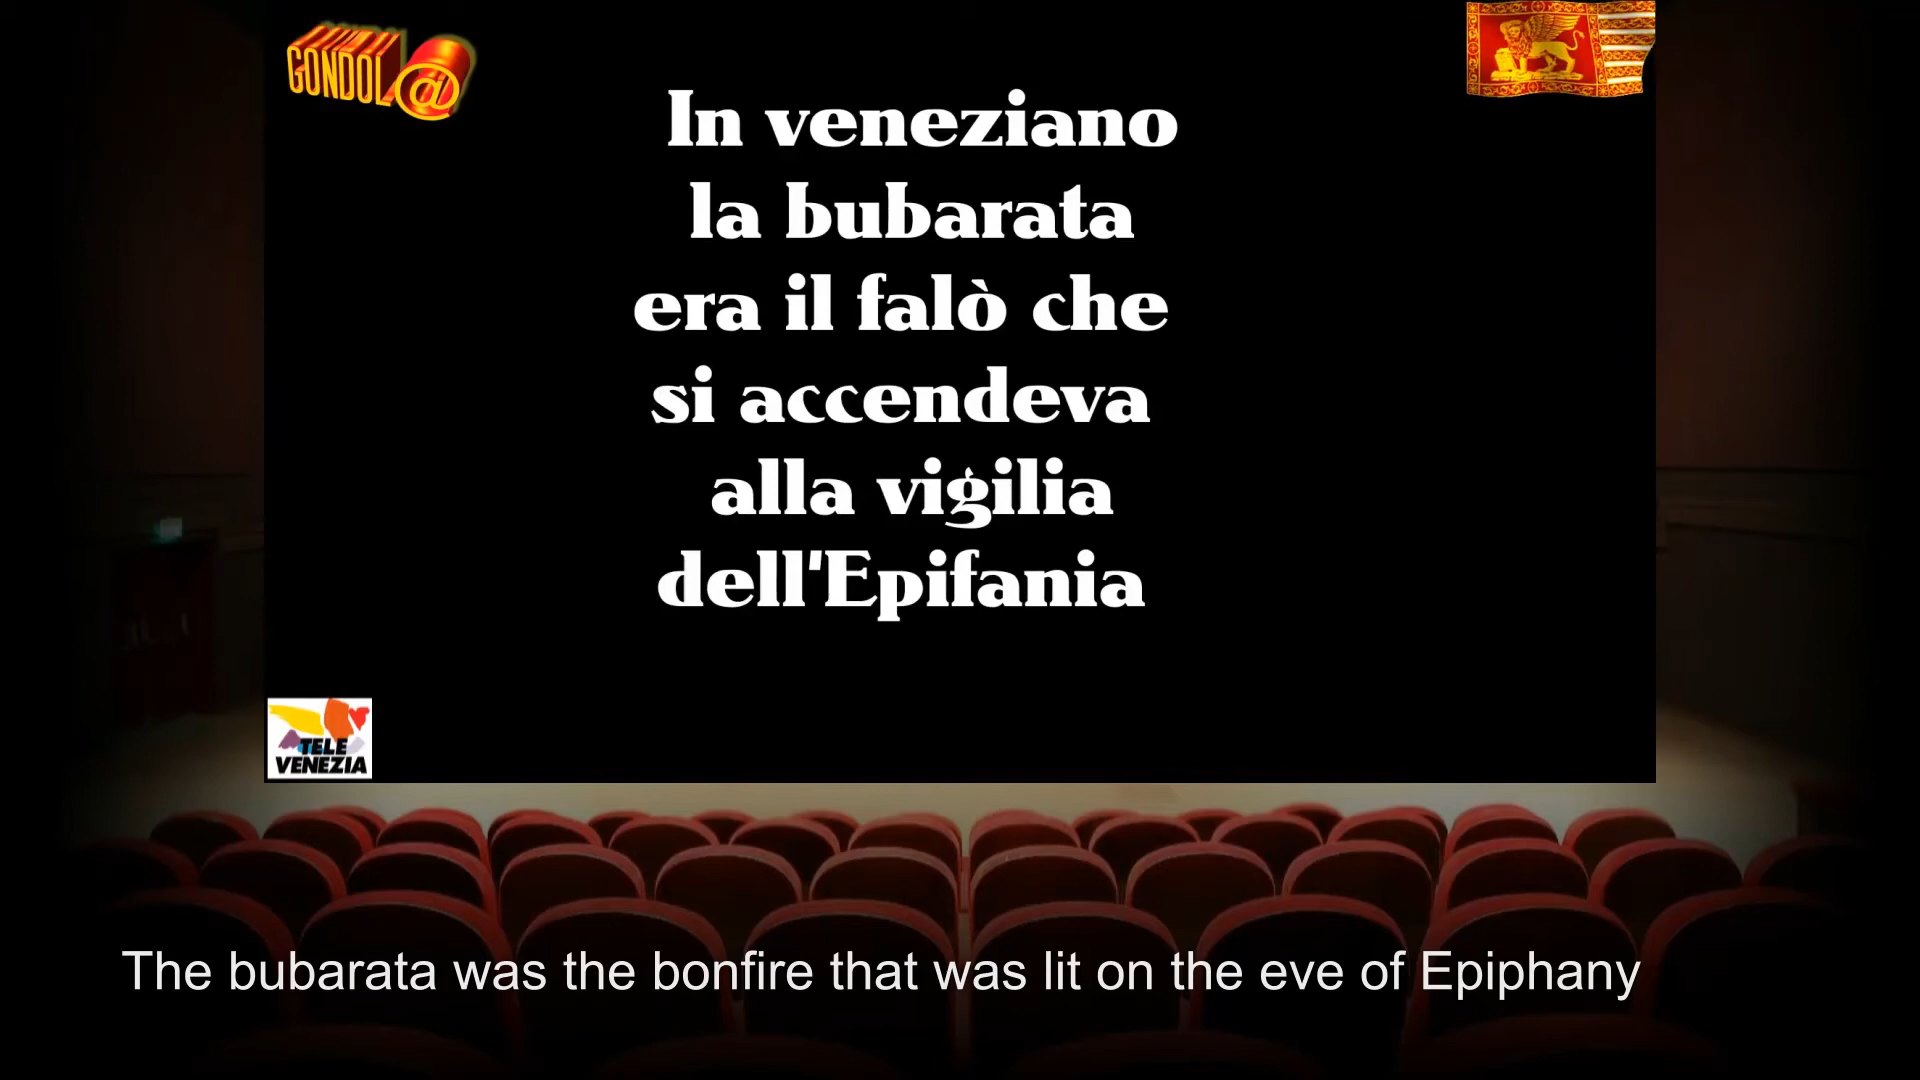 GONDOL@
In veneziano
la bubarata
era il falò che
si accendeva
alla vigilia
dell'Epifania
TELE
VENEZIA
The bubarata was the bonfire that was lit on the eve of Epiphany